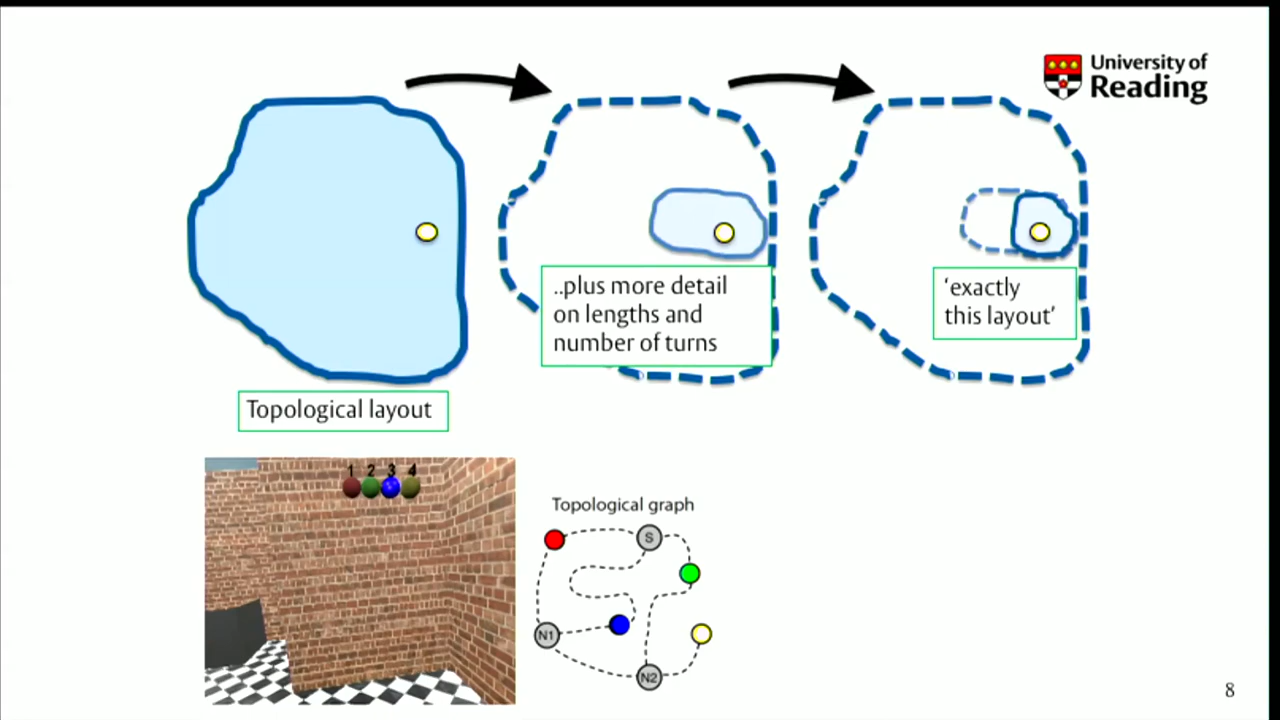 University of
Reading
..plus more detail
on lengths and
number of turns
‘exactly
this layout’
Topological layout
1 2 3 4
Topological graph
S
N1
N2
8